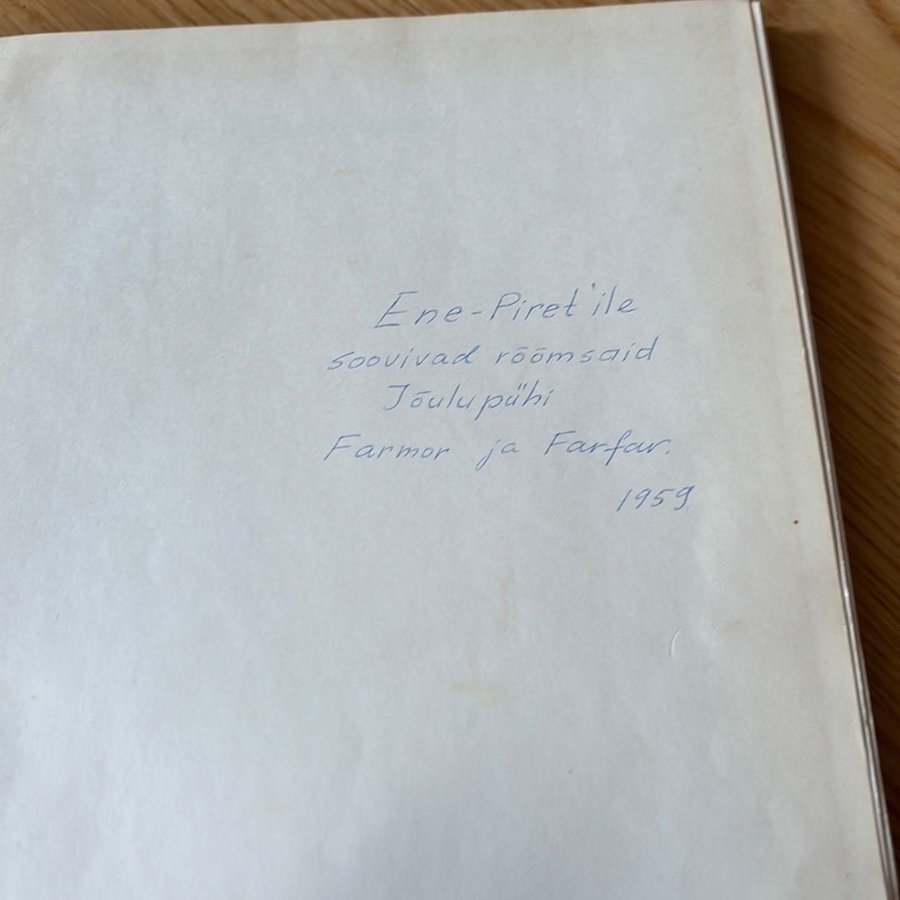 Ene-Piret'ile
soovivad rõõmsaid
Jõulupühi
Farmor ja Farfar.
1959